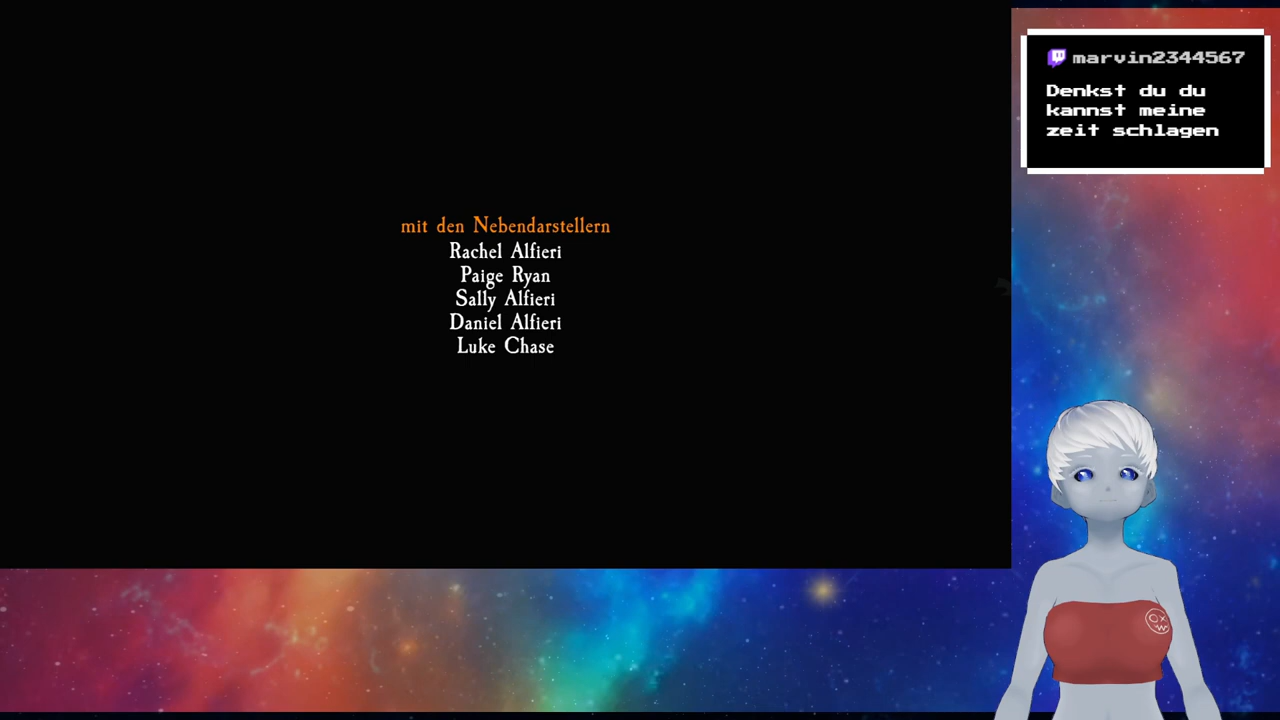 mit den Nebendarstellern
Rachel Alfieri
Paige Ryan
Sally Alfieri
Daniel Alfieri
Luke Chase
marvin2344567
Denkst du du
kannst meine
zeit schlagen